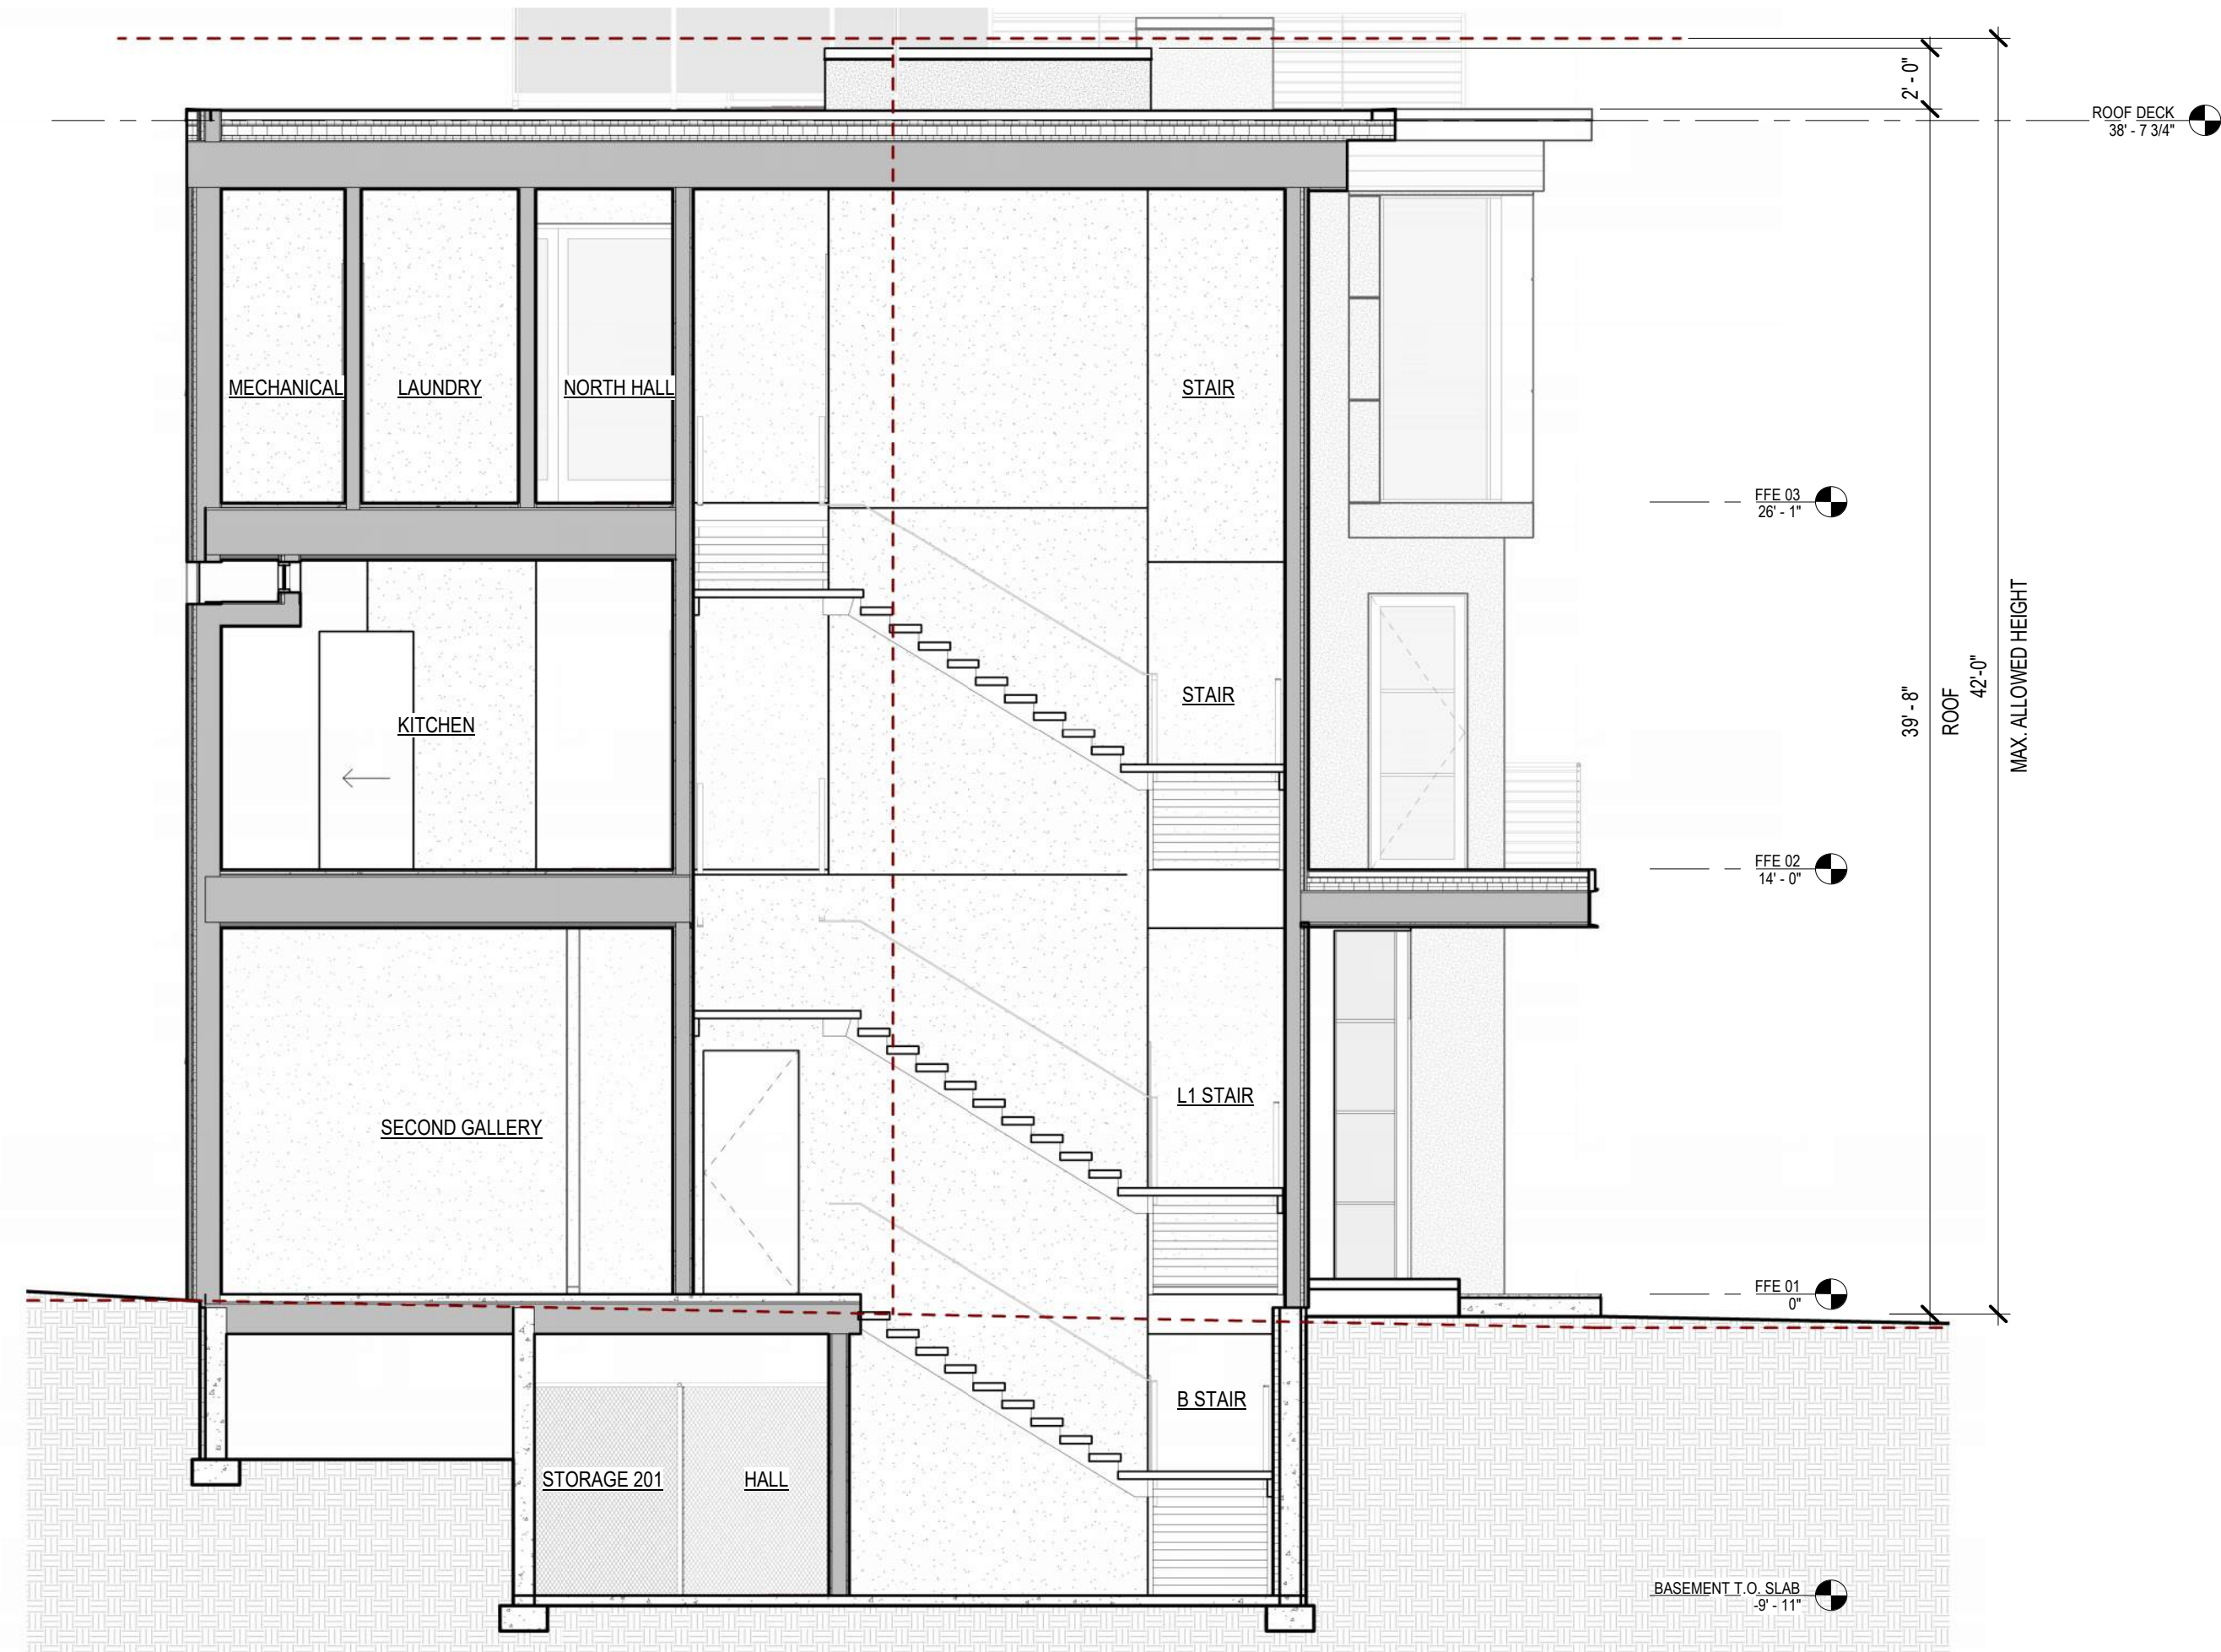 2' - 0"
ROOF DECK
38' - 7 3/4"
MECHANICAL
LAUNDRY
NORTH HALL
STAIR
FFE 03
26' - 1"
KITCHEN
STAIR
39' - 8"
ROOF
42'-0"
MAX. ALLOWED HEIGHT
FFE 02
14' - 0"
SECOND GALLERY
L1 STAIR
FFE 01
0"
B STAIR
STORAGE 201
HALL
BASEMENT T.O. SLAB
-9' - 11"